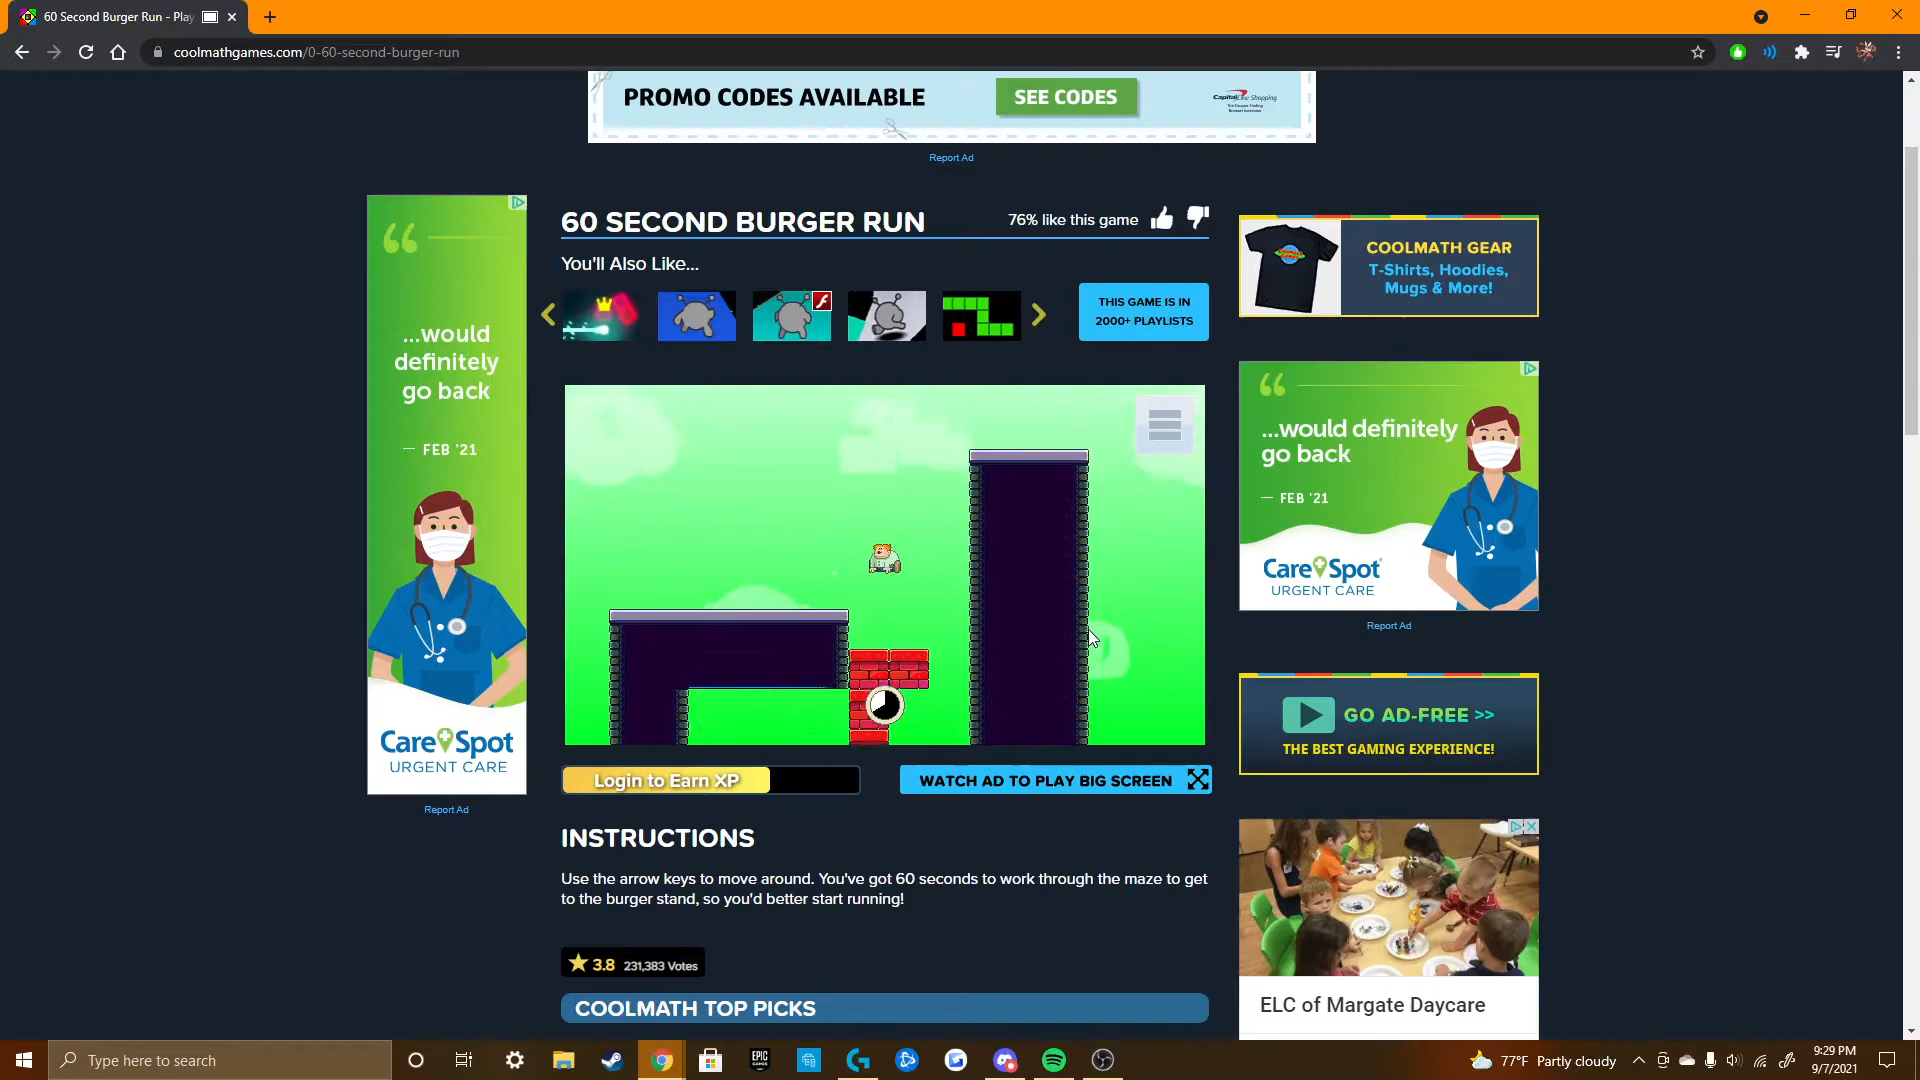 60 Second Burger Run - Play
coolmathgames.com/0-60-second-burger-run
PROMO CODES AVAILABLE
SEE CODES
Capital One Shopping
Report Ad
...would
definitely
go back
— FEB '21
CareSpot
URGENT CARE
Report Ad
60 SECOND BURGER RUN
76% like this game
You'll Also Like...
THIS GAME IS IN
2000+ PLAYLISTS
COOLMATH GEAR
T-Shirts, Hoodies,
Mugs & More!
...would definitely
go back
— FEB '21
CareSpot
URGENT CARE
Report Ad
GO AD-FREE >>
THE BEST GAMING EXPERIENCE!
Login to Earn XP
WATCH AD TO PLAY BIG SCREEN
INSTRUCTIONS
Use the arrow keys to move around. You've got 60 seconds to work through the maze to get
to the burger stand, so you'd better start running!
3.8 231,383 Votes
COOLMATH TOP PICKS
ELC of Margate Daycare
Type here to search
EPIC
GAMES
77°F Partly cloudy
9:29 PM
9/7/2021